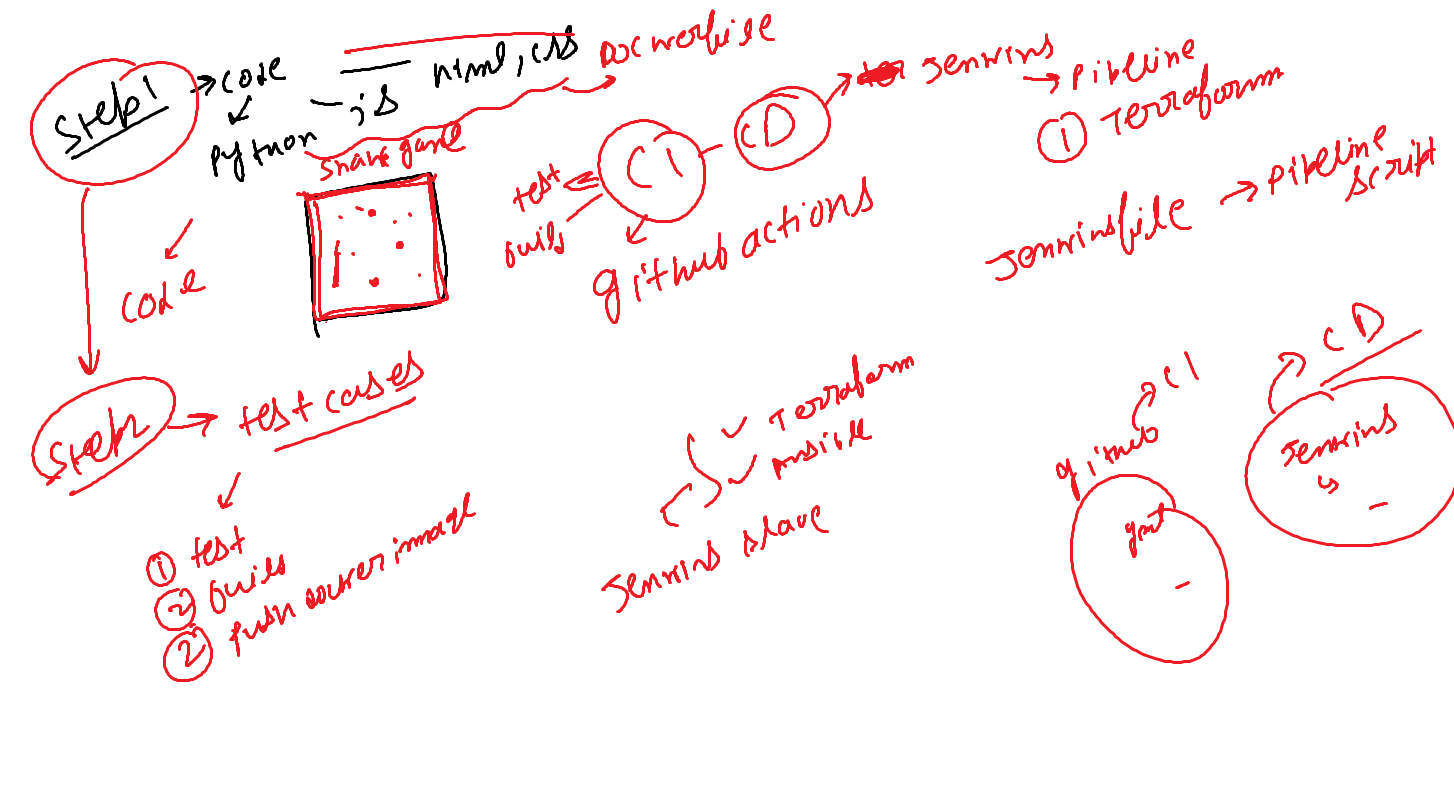 Step1 → code
Python - js html, css
Dockerfile
snake game
code
CI - CD
test
build
github actions
Jenkins → pipeline
① Terraform
Jenkinsfile → pipeline script
Step2 → test cases
① test
② build
② push docker image
Terraform
Ansible
Jenkins slave
github CI
CD
Jenkins